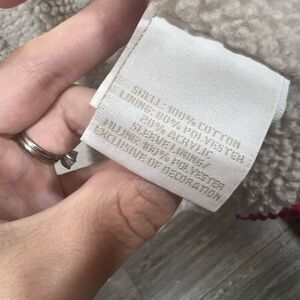 SHELL: 100% COTTON
LINING: 80% POLYESTER
20% ACRYLIC
SLEEVE LINING/
FILLING: 100% POLYESTER
EXCLUSIVE OF DECORATION